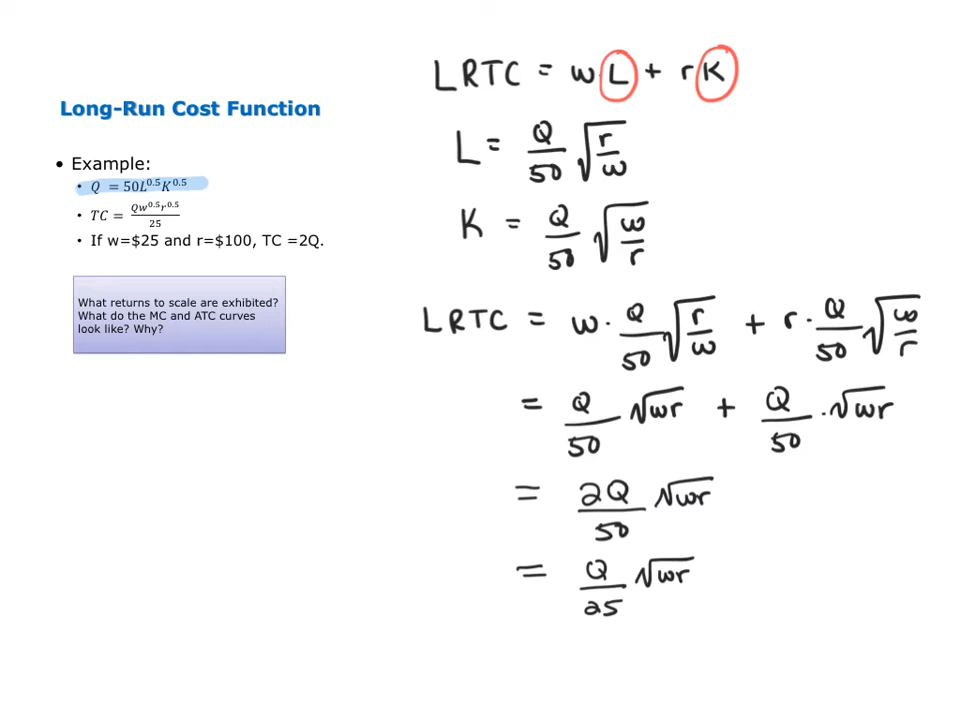 Long-Run Cost Function
• Example:
• Q = 50L^0.5K^0.5
• TC = Qw^0.5r^0.5/25
• If w=$25 and r=$100, TC =2Q.
What returns to scale are exhibited?
What do the MC and ATC curves
look like? Why?
LRTC = w·L + rK
L = Q/50 √(r/w)
K = Q/50 √(w/r)
LRTC = w · Q/50 √(r/w) + r · Q/50 √(w/r)
= Q/50 √wr + Q/50 · √wr
= 2Q/50 √wr
= Q/25 √wr